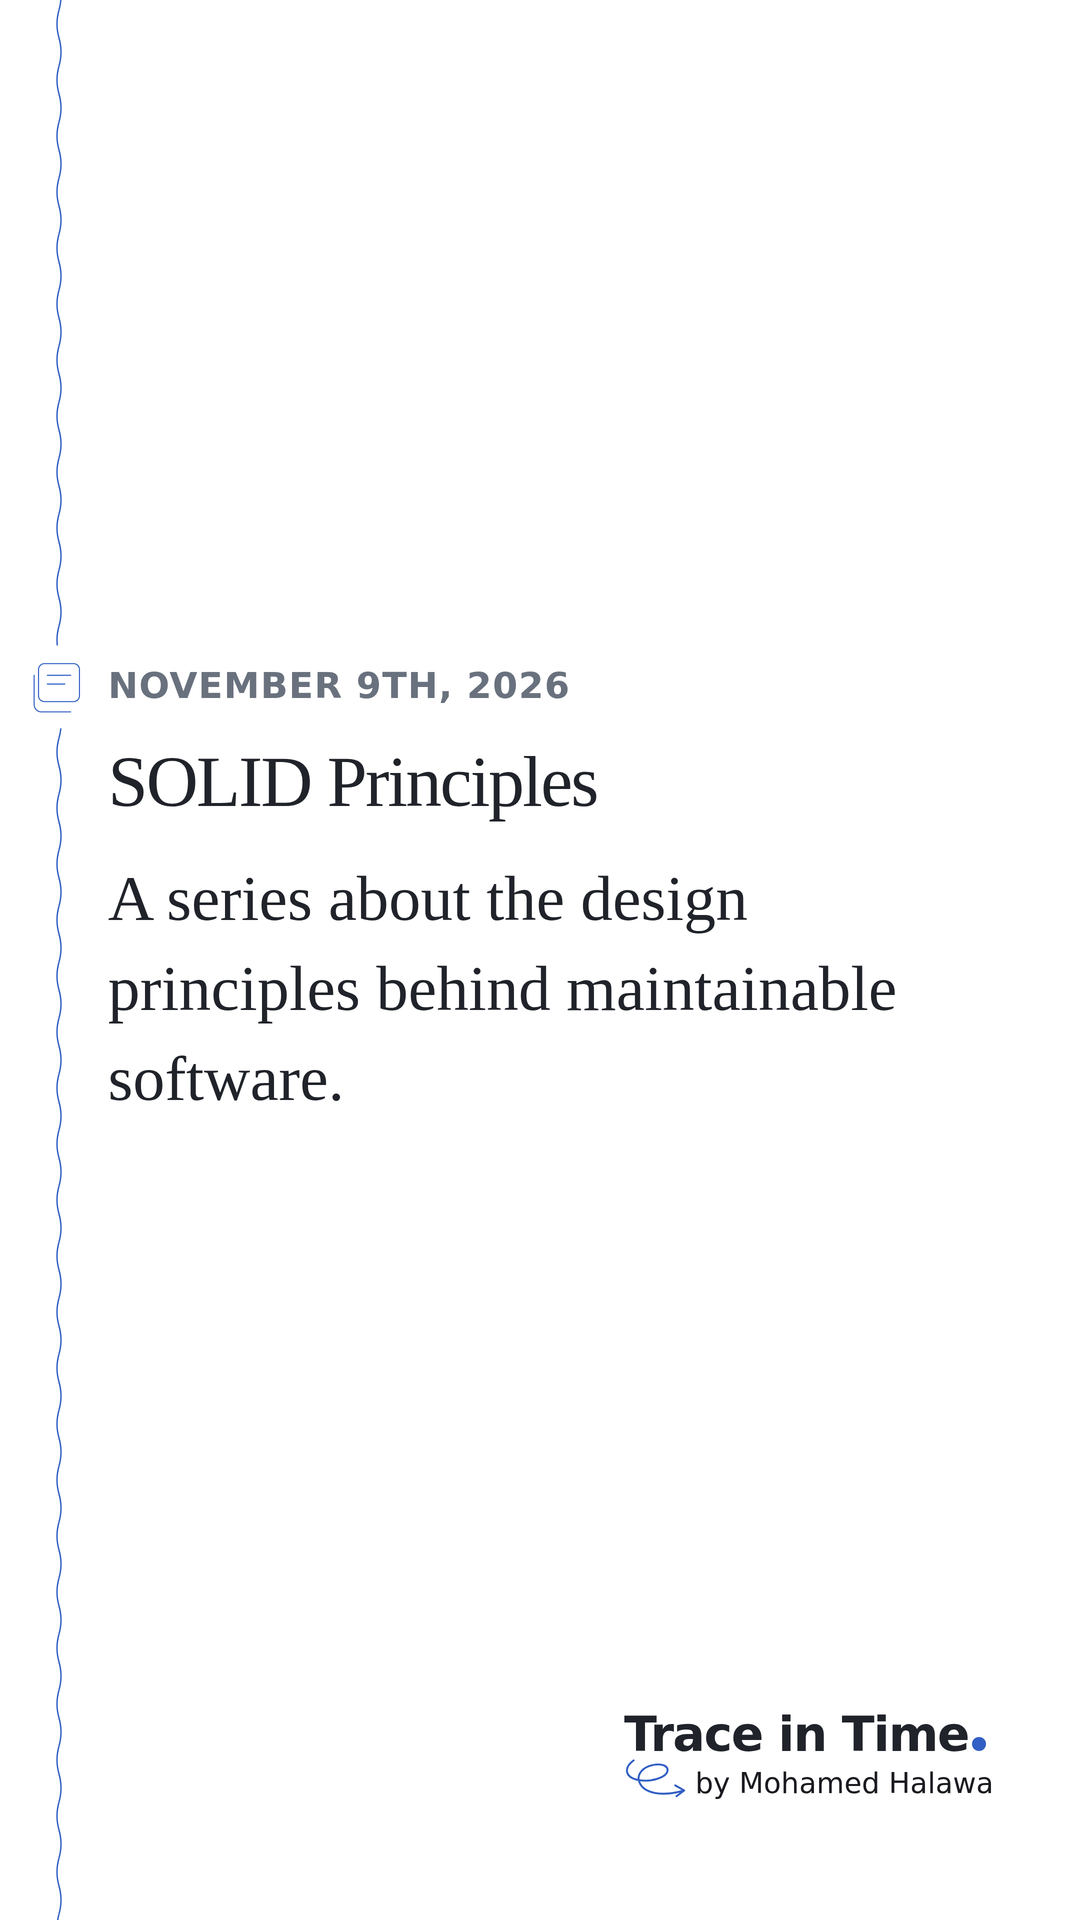 NOVEMBER 9TH, 2026
SOLID Principles
A series about the design
principles behind maintainable
software.
Trace in Time.
by Mohamed Halawa